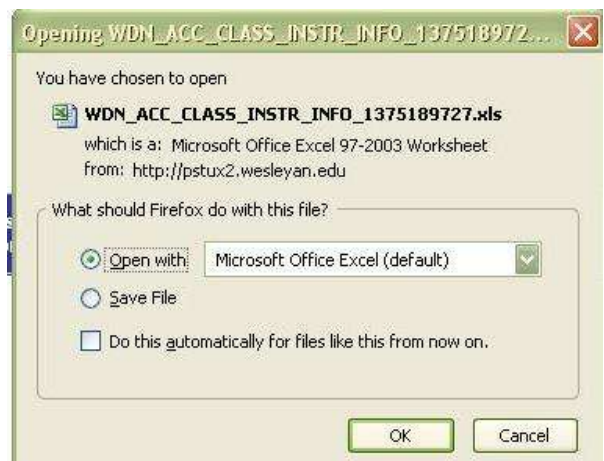 Opening WDN_ACC_CLASS_INSTR_INFO_137518972...
You have chosen to open
WDN_ACC_CLASS_INSTR_INFO_1375189727.xls
which is a: Microsoft Office Excel 97-2003 Worksheet
from: http://pstux2.wesleyan.edu
What should Firefox do with this file?
Open with Microsoft Office Excel (default)
Save File
Do this automatically for files like this from now on.
OK Cancel